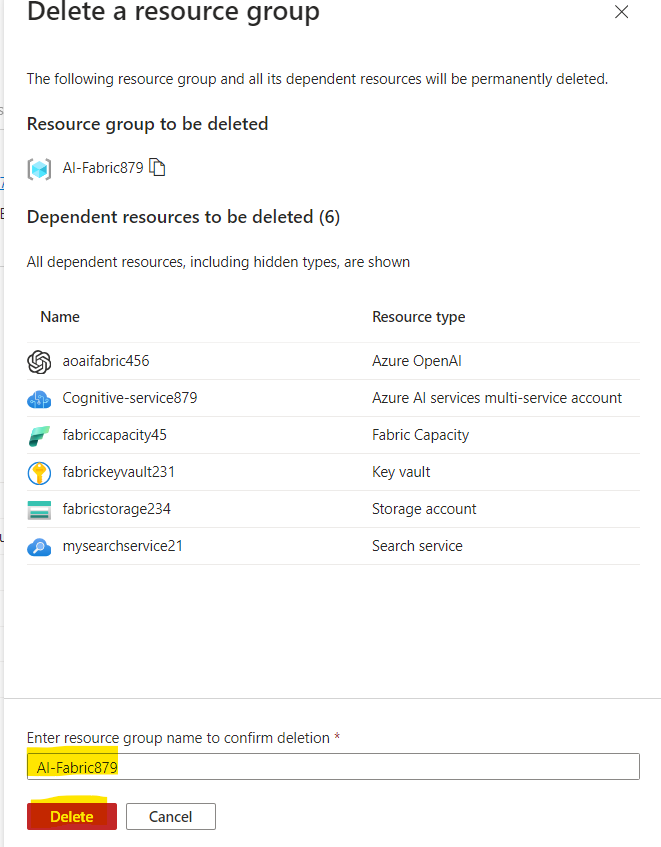 Delete a resource group
The following resource group and all its dependent resources will be permanently deleted.
Resource group to be deleted
AI-Fabric879
Dependent resources to be deleted (6)
All dependent resources, including hidden types, are shown
Name Resource type
aoaifabric456 Azure OpenAI
Cognitive-service879 Azure AI services multi-service account
fabriccapacity45 Fabric Capacity
fabrickeyvault231 Key vault
fabricstorage234 Storage account
mysearchservice21 Search service
Enter resource group name to confirm deletion *
AI-Fabric879
Delete Cancel